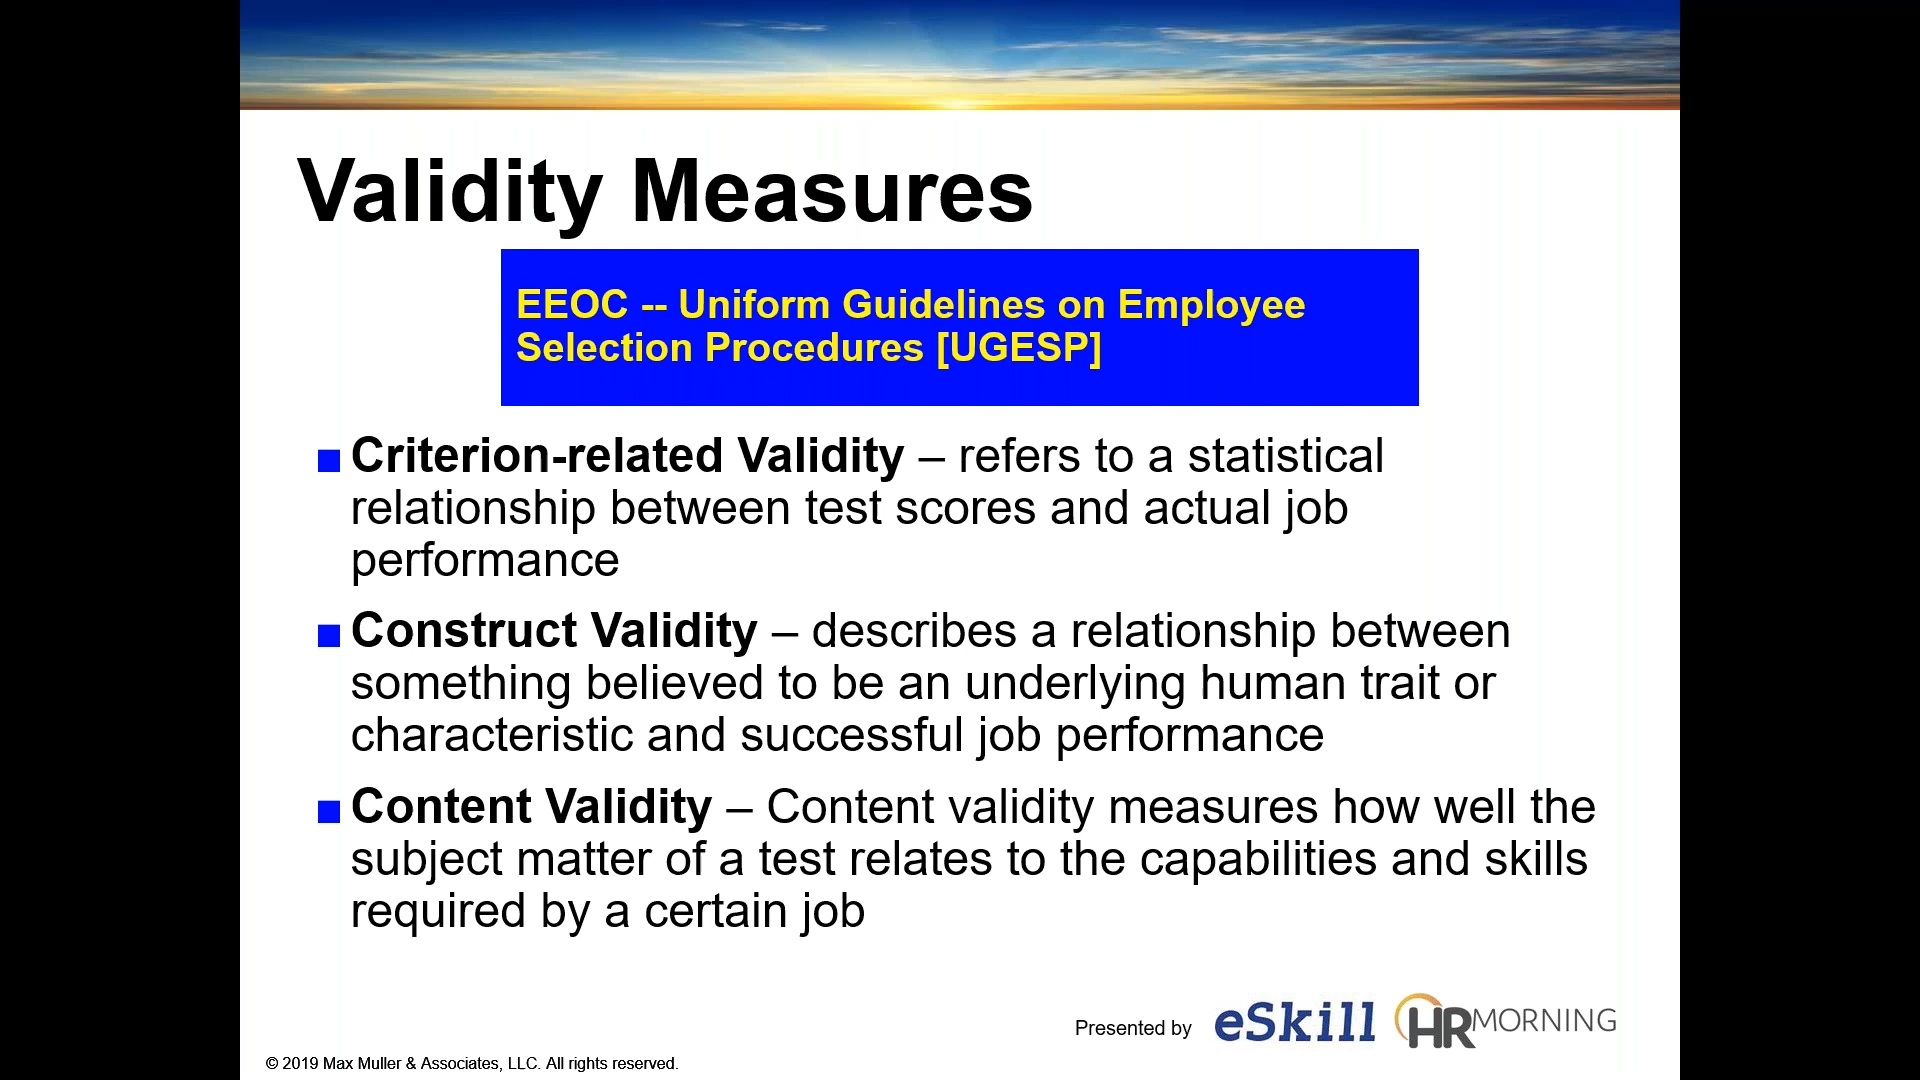 Validity Measures
EEOC -- Uniform Guidelines on Employee
Selection Procedures [UGESP]
Criterion-related Validity – refers to a statistical
relationship between test scores and actual job
performance
Construct Validity – describes a relationship between
something believed to be an underlying human trait or
characteristic and successful job performance
Content Validity – Content validity measures how well the
subject matter of a test relates to the capabilities and skills
required by a certain job
Presented by eSkill HRMORNING
© 2019 Max Muller & Associates, LLC. All rights reserved.